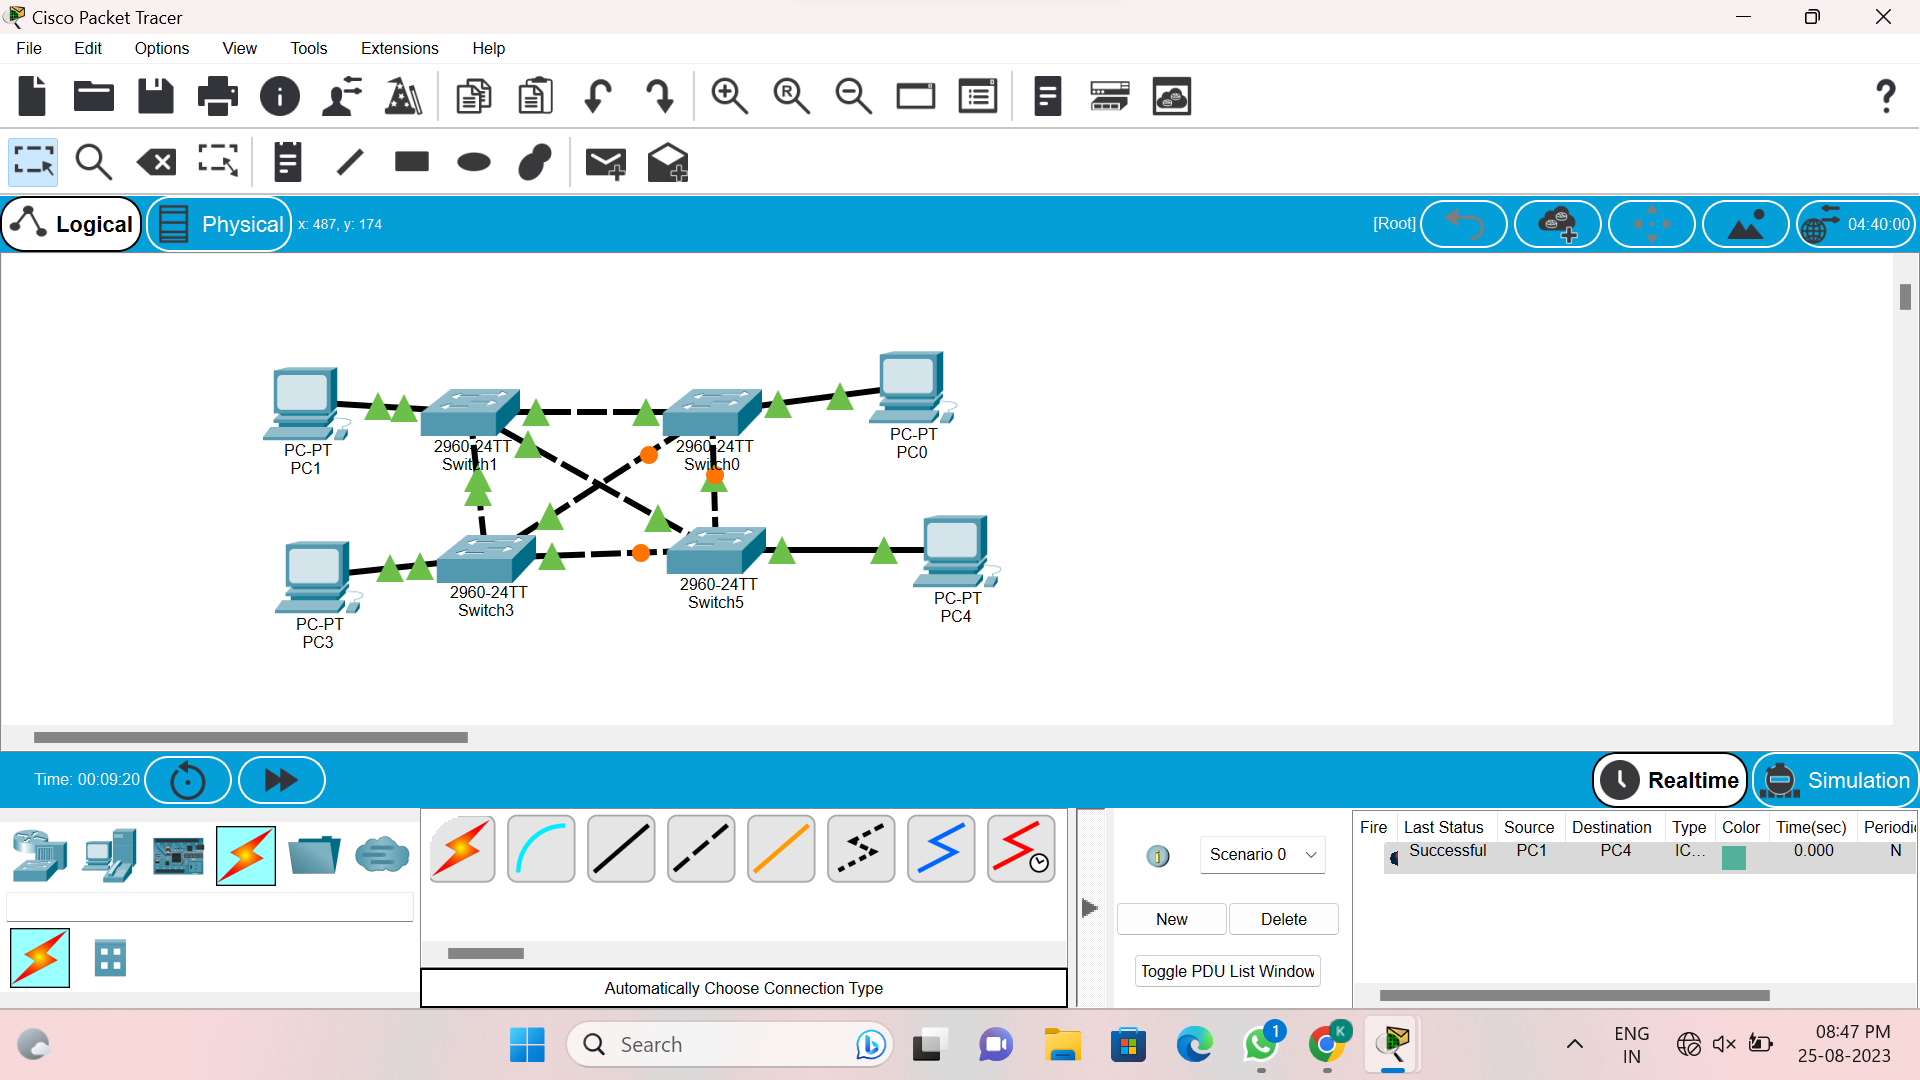 Cisco Packet Tracer
File Edit Options View Tools Extensions Help
Logical Physical x: 487, y: 174 [Root] 04:40:00
PC-PT
PC1
2960-24TT
Switch1
2960-24TT
Switch0
PC-PT
PC0
PC-PT
PC3
2960-24TT
Switch3
2960-24TT
Switch5
PC-PT
PC4
Time: 00:09:20 Realtime Simulation
Scenario 0
New Delete
Toggle PDU List Window
Fire Last Status Source Destination Type Color Time(sec) Periodi
Successful PC1 PC4 IC... 0.000 N
Automatically Choose Connection Type
Search
1
K
ENG
IN
08:47 PM
25-08-2023